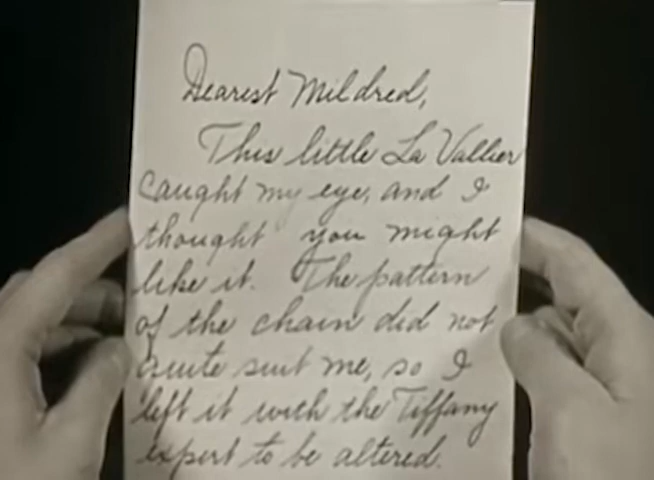 Dearest Mildred,
This little La Vallier
caught my eye, and I
thought you might
like it. The pattern
of the chain did not
quite suit me, so I
left it with the Tiffany
expert to be altered.